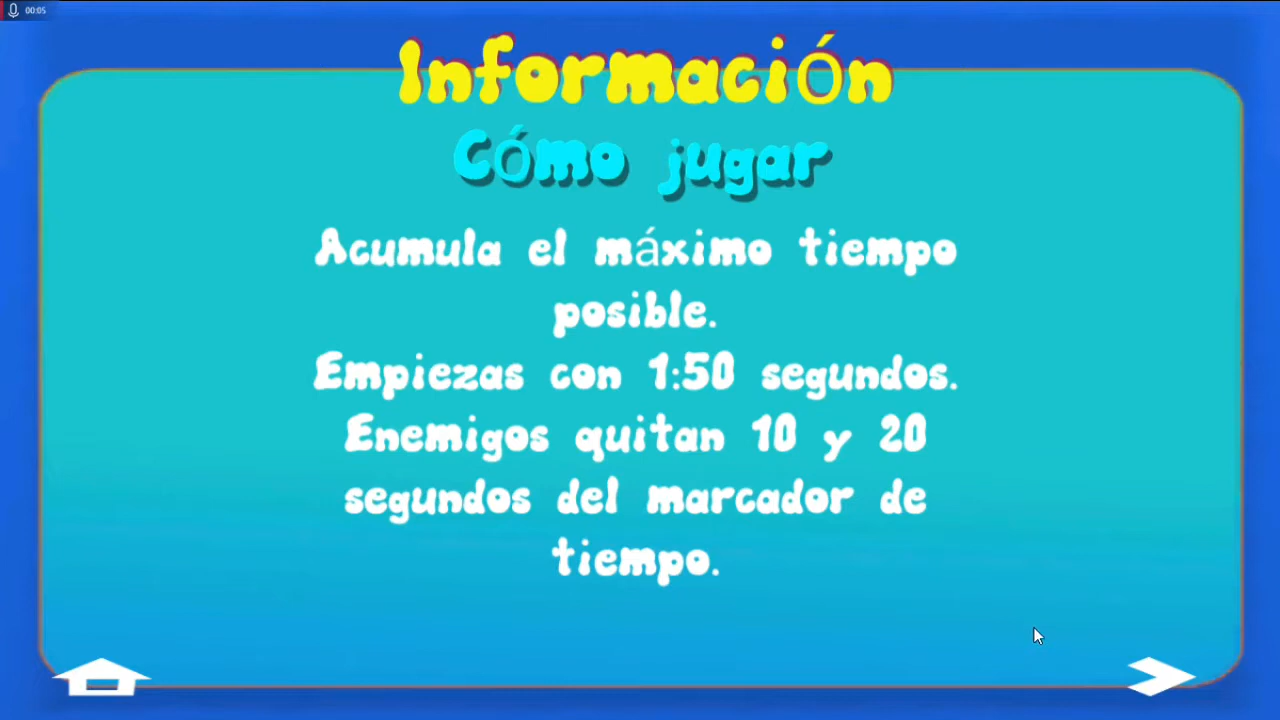 00:05
Información
Cómo jugar
Acumula el máximo tiempo
posible.
Empiezas con 1:50 segundos.
Enemigos quitan 10 y 20
segundos del marcador de
tiempo.